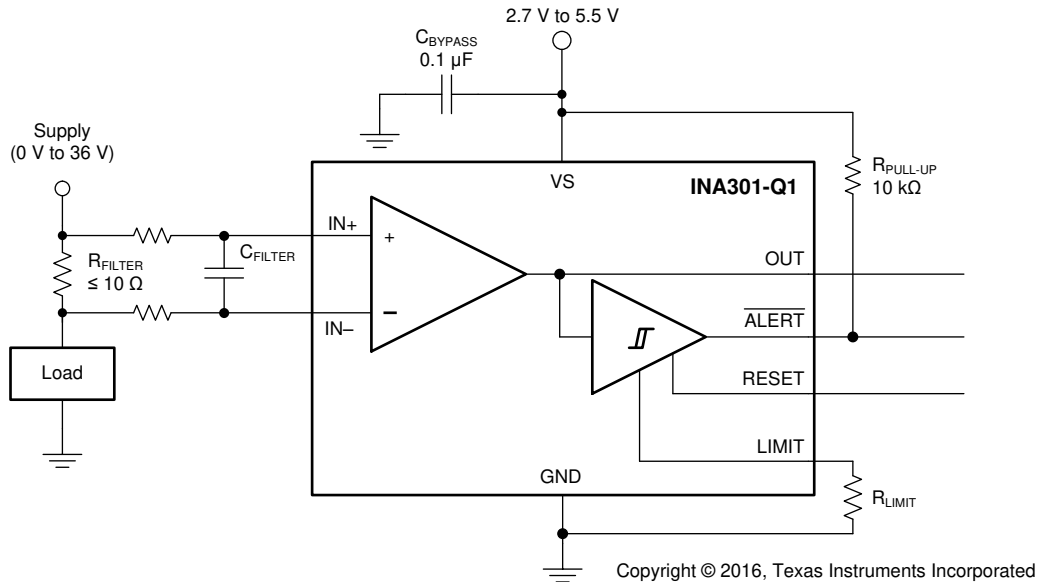 2.7 V to 5.5 V
CBYPASS
0.1 µF
Supply
(0 V to 36 V)
RPULL-UP
10 kΩ
VS
INA301-Q1
IN+
+
CFILTER
RFILTER
≤ 10 Ω
OUT
IN–
–
ALERT
Load
RESET
LIMIT
GND
RLIMIT
Copyright © 2016, Texas Instruments Incorporated